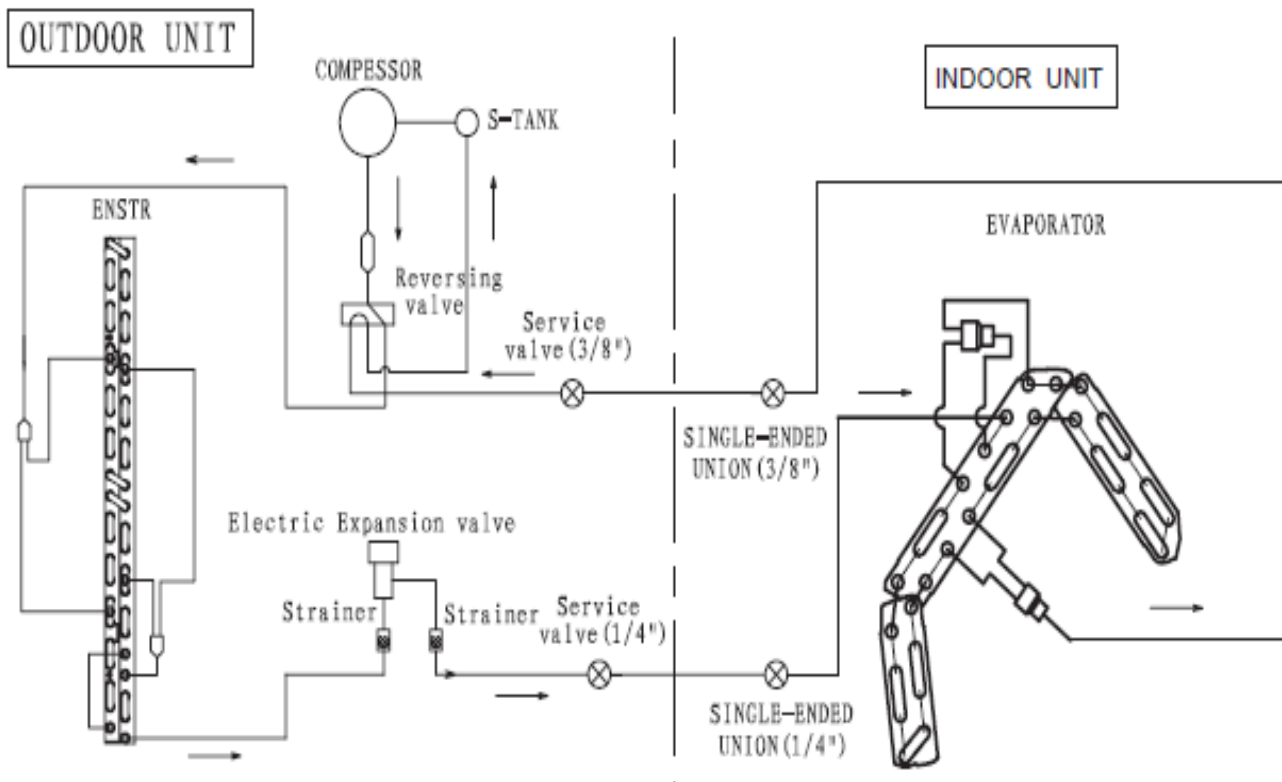 OUTDOOR UNIT
COMPESSOR
INDOOR UNIT
S-TANK
ENSTR
EVAPORATOR
Reversing
valve
Service
valve(3/8")
SINGLE-ENDED
UNION(3/8")
Electric Expansion valve
Strainer
Strainer
Service
valve(1/4")
SINGLE-ENDED
UNION(1/4")